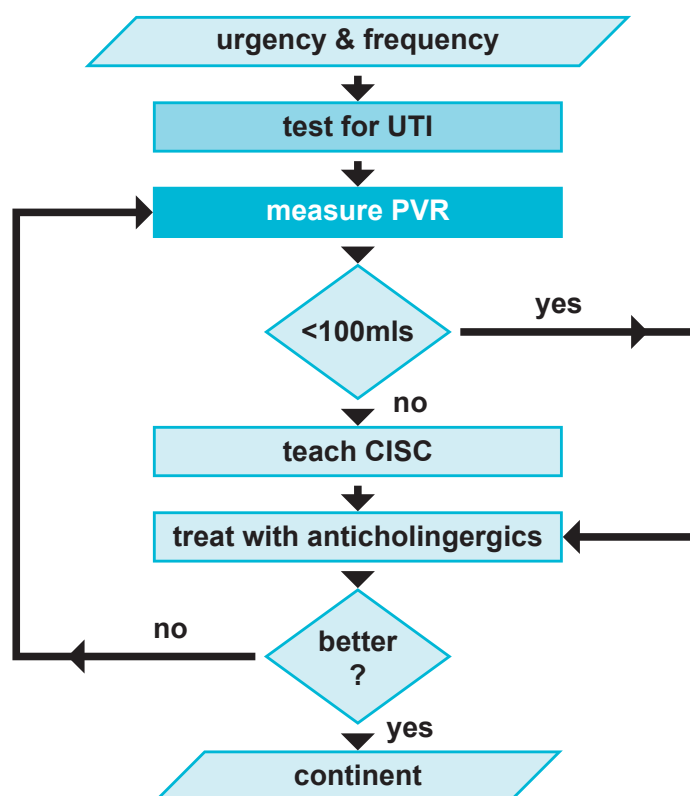 urgency & frequency
test for UTI
measure PVR
<100mls
yes
no
teach CISC
treat with anticholingergics
better
?
no
yes
continent